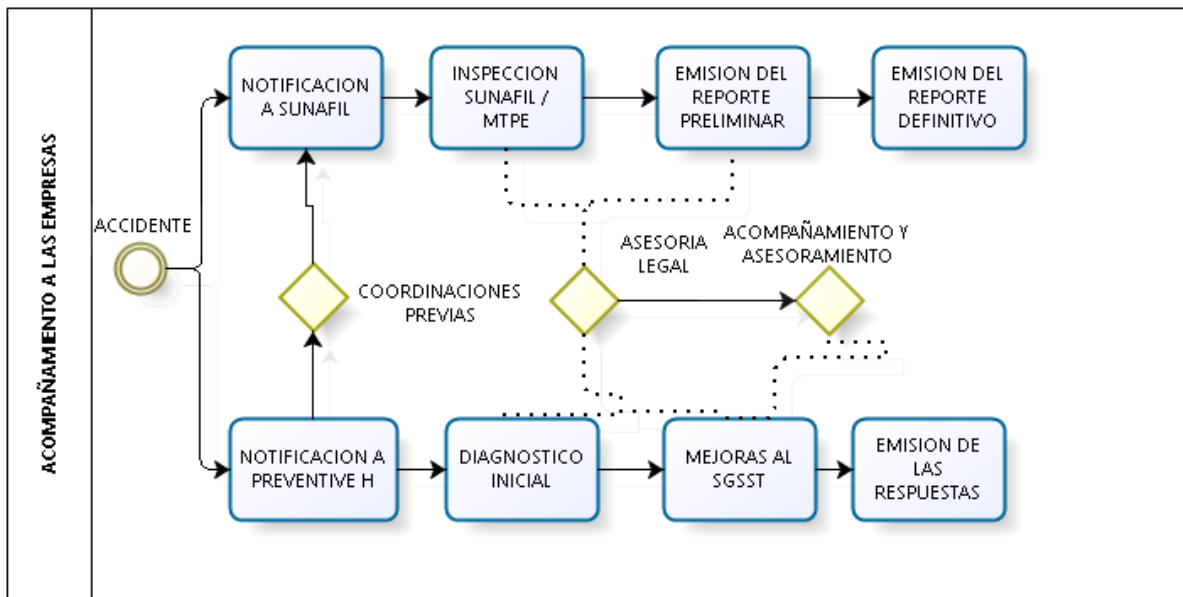 ACOMPAÑAMIENTO A LAS EMPRESAS
ACCIDENTE
NOTIFICACION
A SUNAFIL
INSPECCION
SUNAFIL /
MTPE
EMISION DEL
REPORTE
PRELIMINAR
EMISION DEL
REPORTE
DEFINITIVO
COORDINACIONES
PREVIAS
ASESORIA
LEGAL
ACOMPAÑAMIENTO Y
ASESORAMIENTO
NOTIFICACION A
PREVENTIVE H
DIAGNOSTICO
INICIAL
MEJORAS AL
SGSST
EMISION DE
LAS
RESPUESTAS